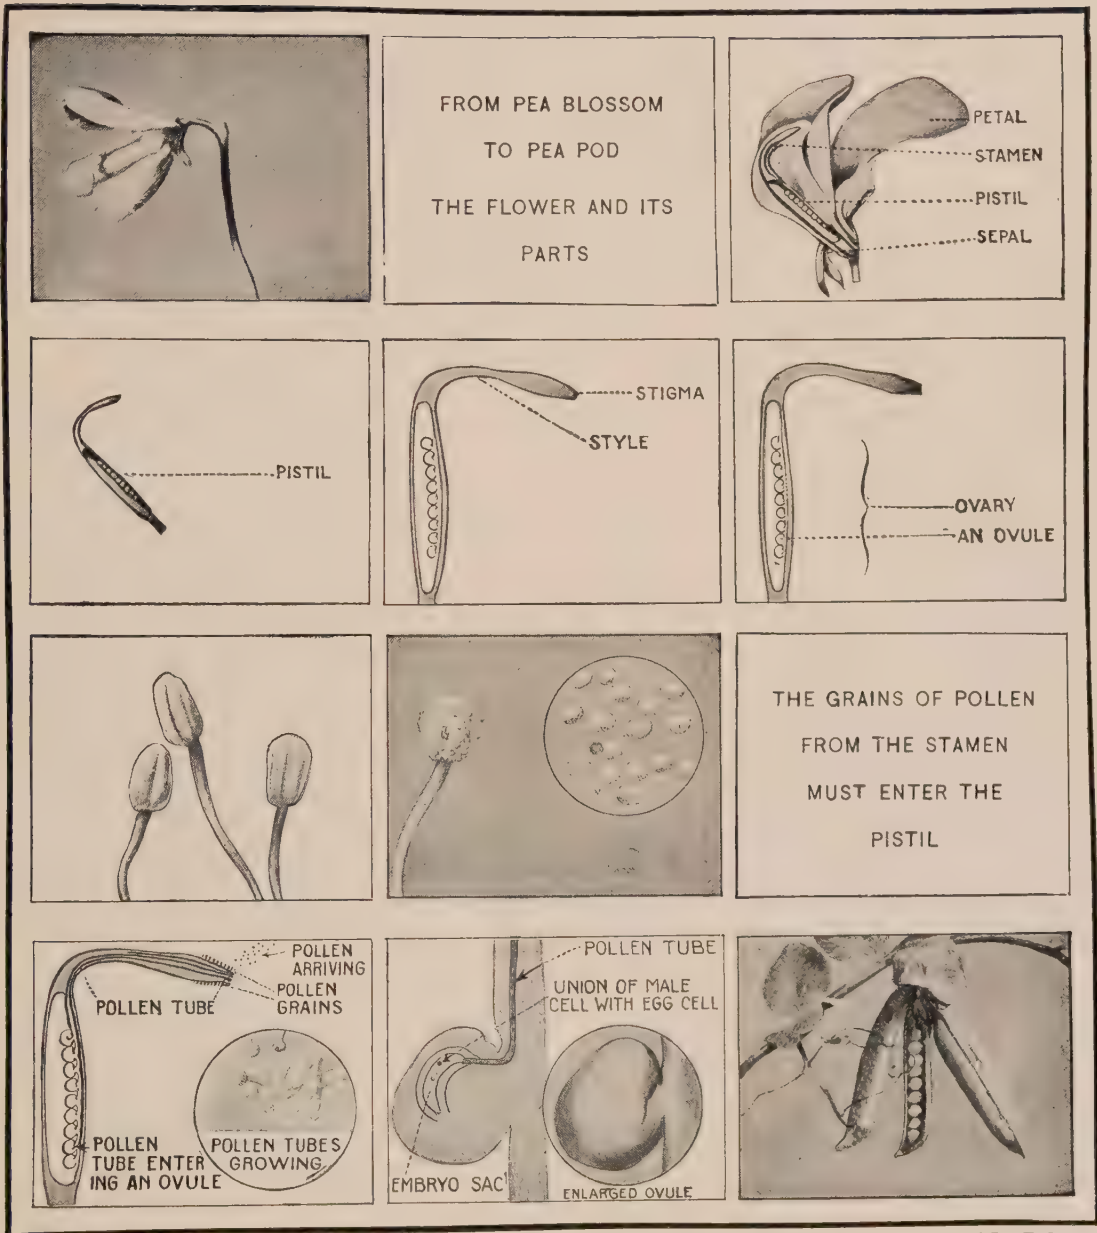 FROM PEA BLOSSOM
TO PEA POD
THE FLOWER AND ITS
PARTS
PETAL
STAMEN
PISTIL
SEPAL
PISTIL
STIGMA
STYLE
OVARY
AN OVULE
THE GRAINS OF POLLEN
FROM THE STAMEN
MUST ENTER THE
PISTIL
POLLEN
ARRIVING
POLLEN
GRAINS
POLLEN TUBE
POLLEN TUBES
GROWING
POLLEN
TUBE ENTER
ING AN OVULE
POLLEN TUBE
UNION OF MALE
CELL WITH EGG CELL
EMBRYO SAC
ENLARGED OVULE